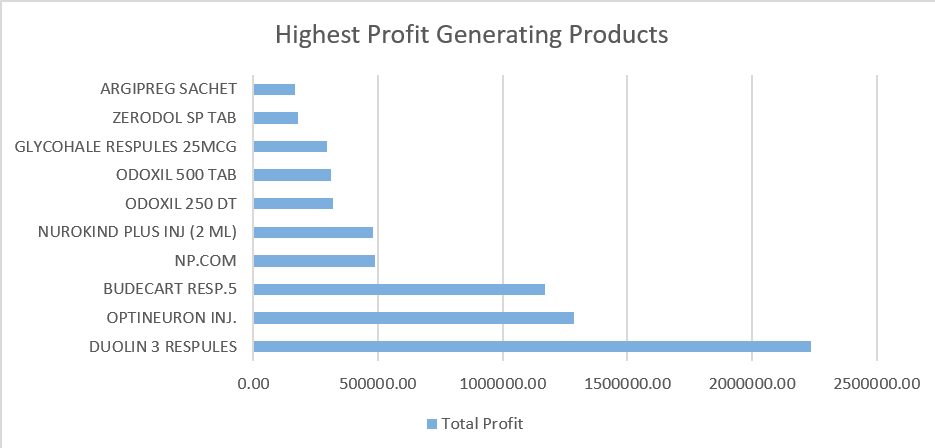 Highest Profit Generating Products
ARGIPREG SACHET
ZERODOL SP TAB
GLYCOHALE RESPULES 25MCG
ODOXIL 500 TAB
ODOXIL 250 DT
NUROKIND PLUS INJ (2 ML)
NP.COM
BUDECART RESP.5
OPTINEURON INJ.
DUOLIN 3 RESPULES
0.00 500000.00 1000000.00 1500000.00 2000000.00 2500000.00
Total Profit